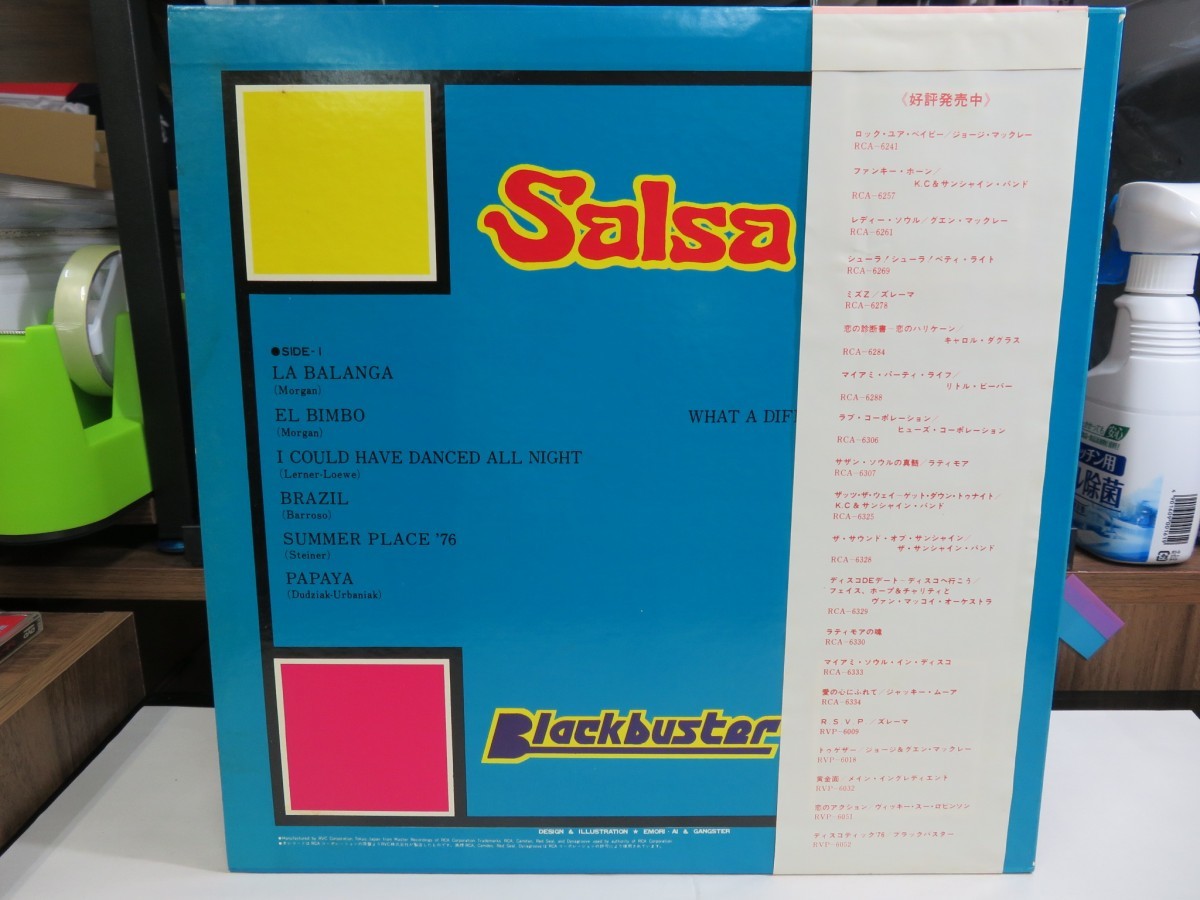 Salsa
●SIDE-1
LA BALANGA
(Morgan)
EL BIMBO
(Morgan)
I COULD HAVE DANCED ALL NIGHT
(Lerner-Loewe)
BRAZIL
(Barroso)
SUMMER PLACE '76
(Steiner)
PAPAYA
(Dudziak-Urbaniak)
WHAT A DIF
Blackbuster
DESIGN & ILLUSTRATION ★ EMORI・AI & GANGSTER
《好評発売中》
ロック・ユア・ベイビー/ジョージ・マックレー
RCA-6241
ファンキー・ホーン/
K.C&サンシャイン・バンド
RCA-6257
レディー・ソウル/グエン・マックレー
RCA-6261
シューラ!シューラ!/ベティ・ライト
RCA-6269
ミズZ/ズレーマ
RCA-6278
恋の診断書-恋のハリケーン/
キャロル・ダグラス
RCA-6284
マイアミ・パーティ・ライフ/
リトル・ビーバー
RCA-6288
ラブ・コーポレーション/
ヒューズ・コーポレーション
RCA-6306
サザン・ソウルの真髄/ラティモア
RCA-6307
ザッツ・ザ・ウェイ-ゲット・ダウン・トゥナイト/
K.C&サンシャイン・バンド
RCA-6325
ザ・サウンド・オブ・サンシャイン/
ザ・サンシャイン・バンド
RCA-6328
ディスコDEデート-ディスコへ行こう/
フェイス、ホープ&チャリティと
ヴァン・マッコイ・オーケストラ
RCA-6329
ラティモアの魂
RCA-6330
マイアミ・ソウル・イン・ディスコ
RCA-6333
愛の心にふれて/ジャッキー・ムーア
RCA-6334
R.S.V.P./ズレーマ
RVP-6009
トゥゲザー/ジョージ&グエン・マックレー
RVP-6016
黄金面/メイン・イングレディエント
RVP-6032
恋のアクション/ヴィッキー・スー・ロビンソン
RVP-6051
ディスコティック'76/ブラックバスター
RVP-6052
キッチン用
除菌